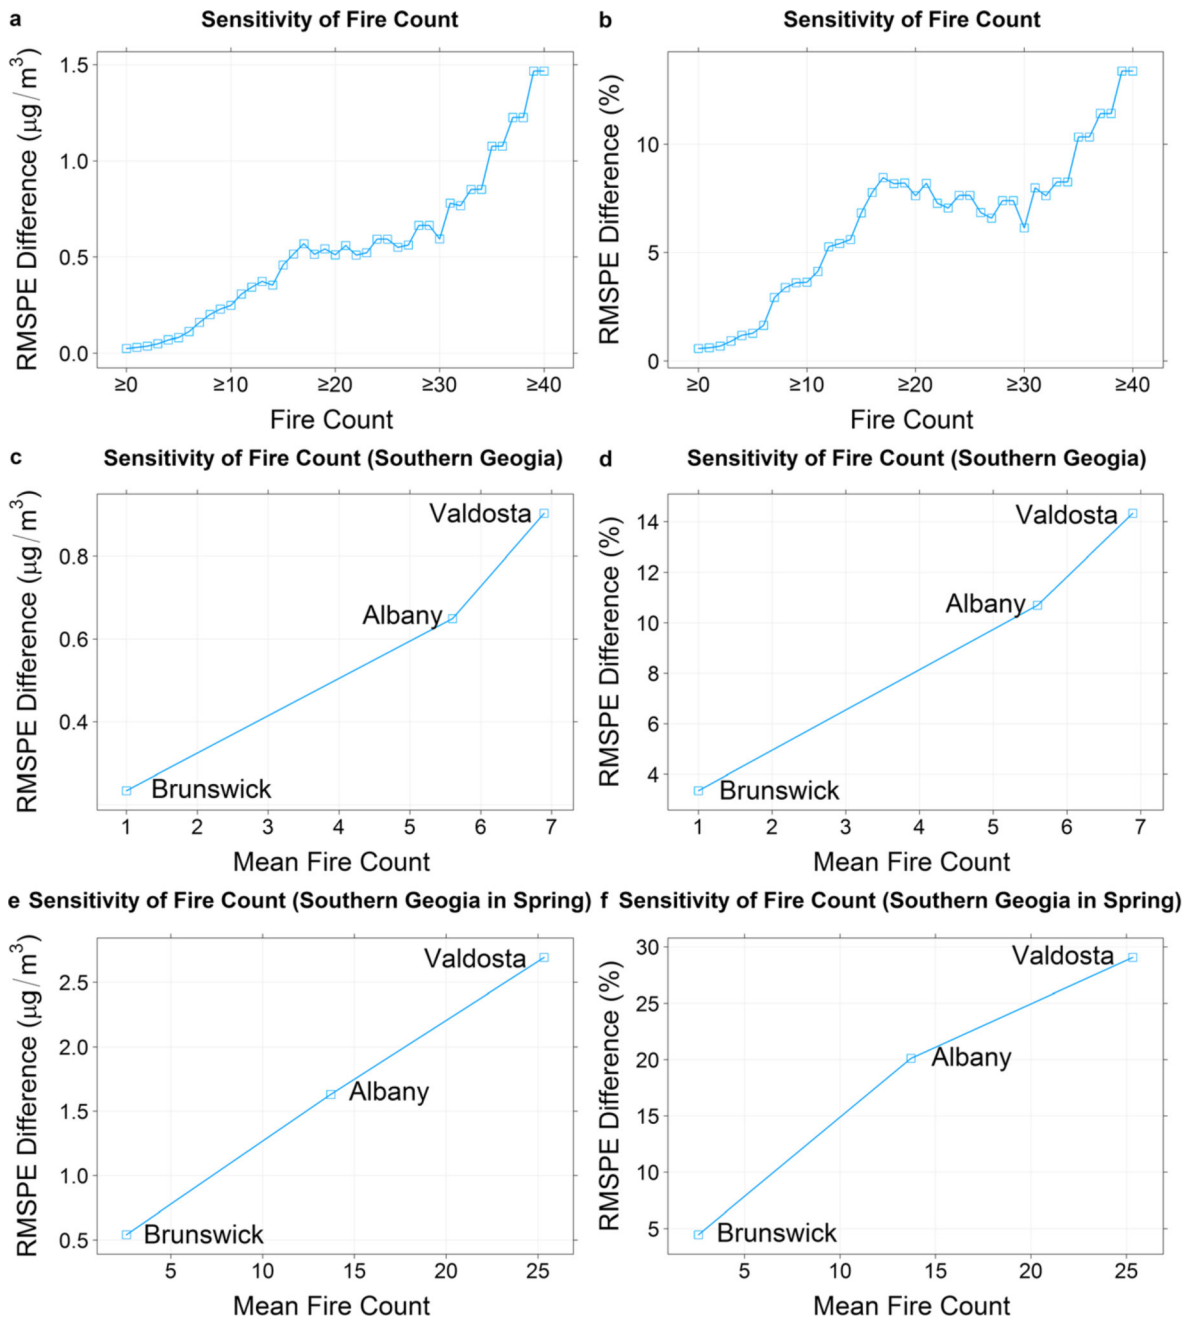 a Sensitivity of Fire Count
RMSPE Difference (µg/m³)
1.5
1.0
0.5
0.0
≥0 ≥10 ≥20 ≥30 ≥40
Fire Count
b Sensitivity of Fire Count
RMSPE Difference (%)
10
5
0
≥0 ≥10 ≥20 ≥30 ≥40
Fire Count
c Sensitivity of Fire Count (Southern Geogia)
RMSPE Difference (µg/m³)
0.8
0.6
0.4
Valdosta
Albany
Brunswick
1 2 3 4 5 6 7
Mean Fire Count
d Sensitivity of Fire Count (Southern Geogia)
RMSPE Difference (%)
14
12
10
8
6
4
Valdosta
Albany
Brunswick
1 2 3 4 5 6 7
Mean Fire Count
e Sensitivity of Fire Count (Southern Geogia in Spring)
RMSPE Difference (µg/m³)
2.5
2.0
1.5
1.0
0.5
Valdosta
Albany
Brunswick
5 10 15 20 25
Mean Fire Count
f Sensitivity of Fire Count (Southern Geogia in Spring)
RMSPE Difference (%)
30
25
20
15
10
5
Valdosta
Albany
Brunswick
5 10 15 20 25
Mean Fire Count